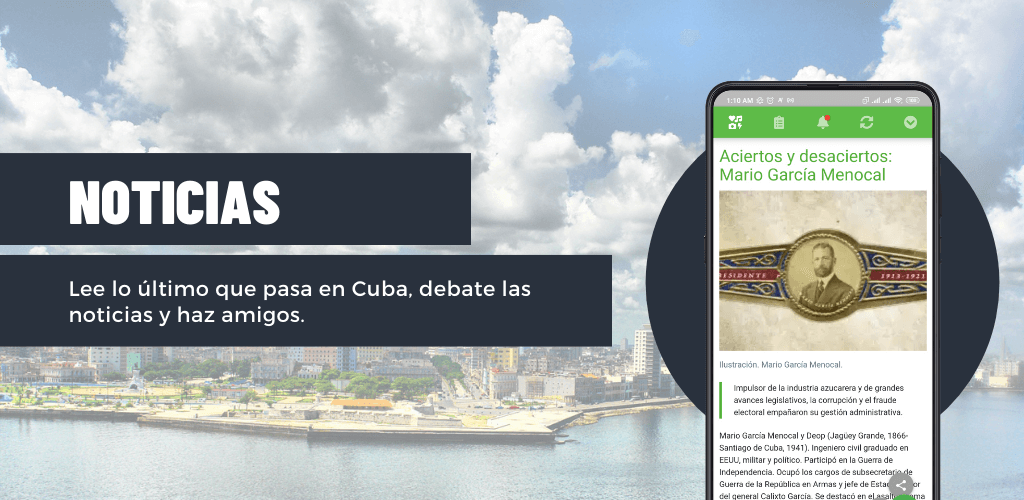 NOTICIAS
Lee lo último que pasa en Cuba, debate las
noticias y haz amigos.
1:10 AM
Aciertos y desaciertos:
Mario García Menocal
RESIDENTE
1913-1921
MARIO GARCIA MENOCAL
Ilustración. Mario García Menocal.
Impulsor de la industria azucarera y de grandes
avances legislativos, la corrupción y el fraude
electoral empañaron su gestión administrativa.
Mario García Menocal y Deop (Jagüey Grande, 1866-
Santiago de Cuba, 1941). Ingeniero civil graduado en
EEUU, militar y político. Participó en la Guerra de
Independencia. Ocupó los cargos de subsecretario de
Guerra de la República en Armas y jefe de Estado
del general Calixto García. Se destacó en el asalto